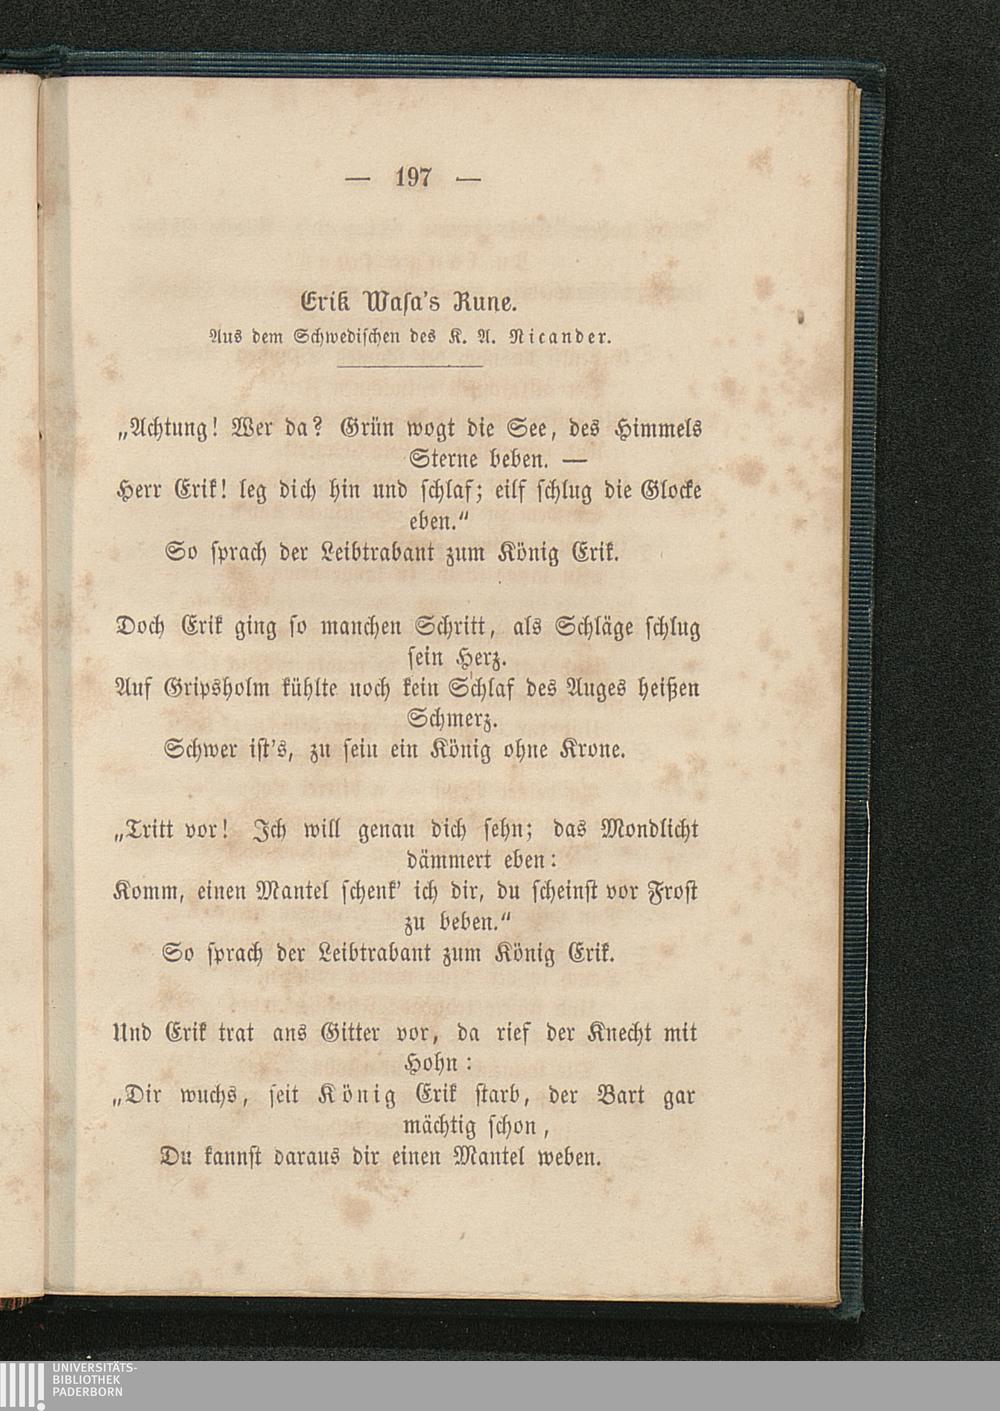 — 197 —
Erik Wasa's Rune.
Aus dem Schwedischen des K. A. Nicander.
„Achtung! Wer da? Grün wogt die See, des Himmels
Sterne beben. —
Herr Erik! leg dich hin und schlaf; eilf schlug die Glocke
eben.“
So sprach der Leibtrabant zum König Erik.
Doch Erik ging so manchen Schritt, als Schläge schlug
sein Herz.
Auf Gripsholm kühlte noch kein Schlaf des Auges heißen
Schmerz.
Schwer ist's, zu sein ein König ohne Krone.
„Tritt vor! Ich will genau dich sehn; das Mondlicht
dämmert eben:
Komm, einen Mantel schenk' ich dir, du scheinst vor Frost
zu beben.“
So sprach der Leibtrabant zum König Erik.
Und Erik trat ans Gitter vor, da rief der Knecht mit
Hohn:
„Dir wuchs, seit König Erik starb, der Bart gar
mächtig schon,
Du kannst daraus dir einen Mantel weben.
UNIVERSITÄTS-
BIBLIOTHEK
PADERBORN